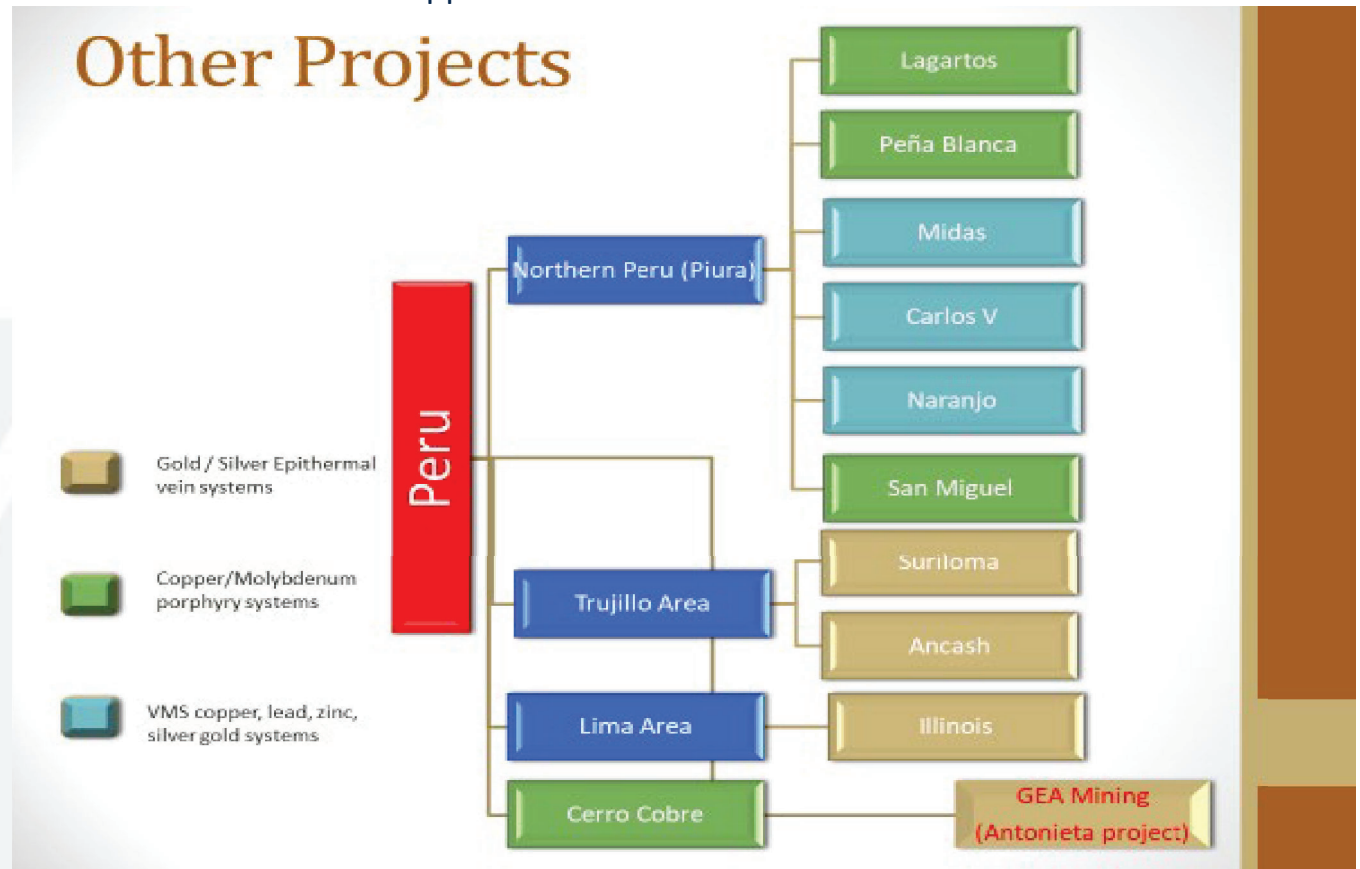 Other Projects
Lagartos
Peña Blanca
Midas
Northern Peru (Piura)
Carlos V
Naranjo
Peru
Gold / Silver Epithermal
vein systems
San Miguel
Suriloma
Copper/Molybdenum
porphyry systems
Trujillo Area
Ancash
VMS copper, lead, zinc,
silver gold systems
Lima Area
Illinois
Cerro Cobre
GEA Mining
(Antonieta project)